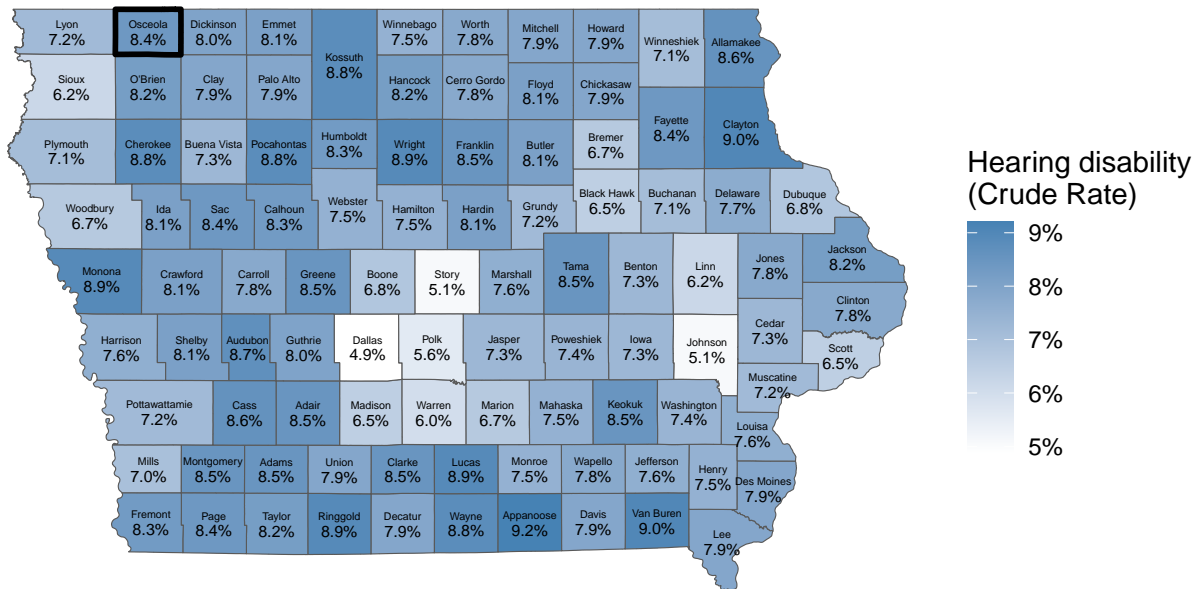 Lyon
7.2%
Osceola
8.4%
Dickinson
8.0%
Emmet
8.1%
Kossuth
8.8%
Winnebago
7.5%
Worth
7.8%
Mitchell
7.9%
Howard
7.9%
Winneshiek
7.1%
Allamakee
8.6%
Sioux
6.2%
O'Brien
8.2%
Clay
7.9%
Palo Alto
7.9%
Hancock
8.2%
Cerro Gordo
7.8%
Floyd
8.1%
Chickasaw
7.9%
Fayette
8.4%
Clayton
9.0%
Plymouth
7.1%
Cherokee
8.8%
Buena Vista
7.3%
Pocahontas
8.8%
Humboldt
8.3%
Wright
8.9%
Franklin
8.5%
Butler
8.1%
Bremer
6.7%
Woodbury
6.7%
Ida
8.1%
Sac
8.4%
Calhoun
8.3%
Webster
7.5%
Hamilton
7.5%
Hardin
8.1%
Grundy
7.2%
Black Hawk
6.5%
Buchanan
7.1%
Delaware
7.7%
Dubuque
6.8%
Monona
8.9%
Crawford
8.1%
Carroll
7.8%
Greene
8.5%
Boone
6.8%
Story
5.1%
Marshall
7.6%
Tama
8.5%
Benton
7.3%
Linn
6.2%
Jones
7.8%
Jackson
8.2%
Clinton
7.8%
Harrison
7.6%
Shelby
8.1%
Audubon
8.7%
Guthrie
8.0%
Dallas
4.9%
Polk
5.6%
Jasper
7.3%
Poweshiek
7.4%
Iowa
7.3%
Johnson
5.1%
Cedar
7.3%
Scott
6.5%
Muscatine
7.2%
Pottawattamie
7.2%
Cass
8.6%
Adair
8.5%
Madison
6.5%
Warren
6.0%
Marion
6.7%
Mahaska
7.5%
Keokuk
8.5%
Washington
7.4%
Louisa
7.6%
Mills
7.0%
Montgomery
8.5%
Adams
8.5%
Union
7.9%
Clarke
8.5%
Lucas
8.9%
Monroe
7.5%
Wapello
7.8%
Jefferson
7.6%
Henry
7.5%
Des Moines
7.9%
Fremont
8.3%
Page
8.4%
Taylor
8.2%
Ringgold
8.9%
Decatur
7.9%
Wayne
8.8%
Appanoose
9.2%
Davis
7.9%
Van Buren
9.0%
Lee
7.9%
Hearing disability
(Crude Rate)
9%
8%
7%
6%
5%